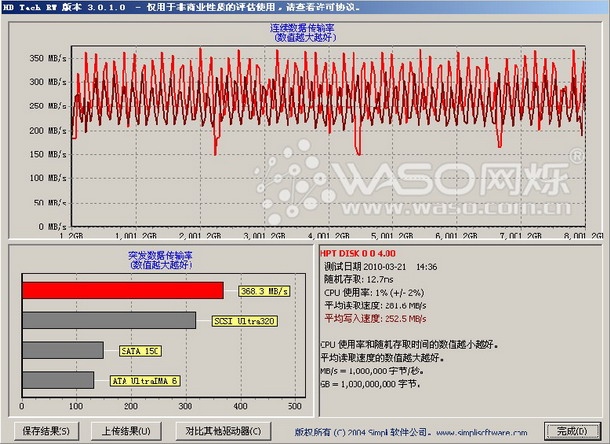 HD Tach RW 版本 3.0.1.0 - 仅用于非商业性质的评估使用，请查看许可协议。
连续数据传输率
(数值越大越好)
350 MB/s
300 MB/s
250 MB/s
200 MB/s
150 MB/s
100 MB/s
50 MB/s
0 MB/s
1,2GB 1,001,2GB 2,001,2GB 3,001,2GB 4,001,2GB 5,001,2GB 6,001,2GB 7,001,2GB 8,001,2GB
WASO网烁
www.waso.com.cn
突发数据传输率
(数值越大越好)
368.3 MB/s
SCSI Ultra320
SATA 150
ATA UltraDMA 6
0 100 200 300 400 500
HPT DISK 0 0 4.00
测试日期 2010-03-21 14:36
随机存取: 12.7ms
CPU 使用率: 1% (+/- 2%)
平均读取速度: 281.6 MB/s
平均写入速度: 252.5 MB/s
CPU 使用率和随机存取时间的数值越小越好。
平均读取速度的数值越大越好。
MB/s = 1,000,000 字节/秒。
GB = 1,000,000,000 字节.
保存结果(S) 上传结果(U) 对比其他驱动器(C) 版权所有 (C) 2004 Simpli 软件公司。www.simplisoftware.com 完成(D)